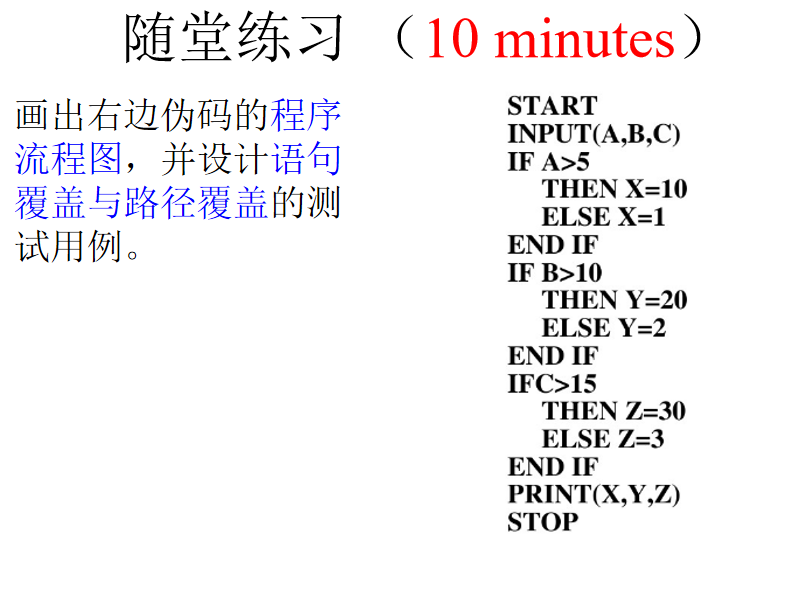 随堂练习 （10 minutes）
画出右边伪码的程序
流程图，并设计语句
覆盖与路径覆盖的测
试用例。
START
INPUT(A,B,C)
IF A>5
THEN X=10
ELSE X=1
END IF
IF B>10
THEN Y=20
ELSE Y=2
END IF
IFC>15
THEN Z=30
ELSE Z=3
END IF
PRINT(X,Y,Z)
STOP